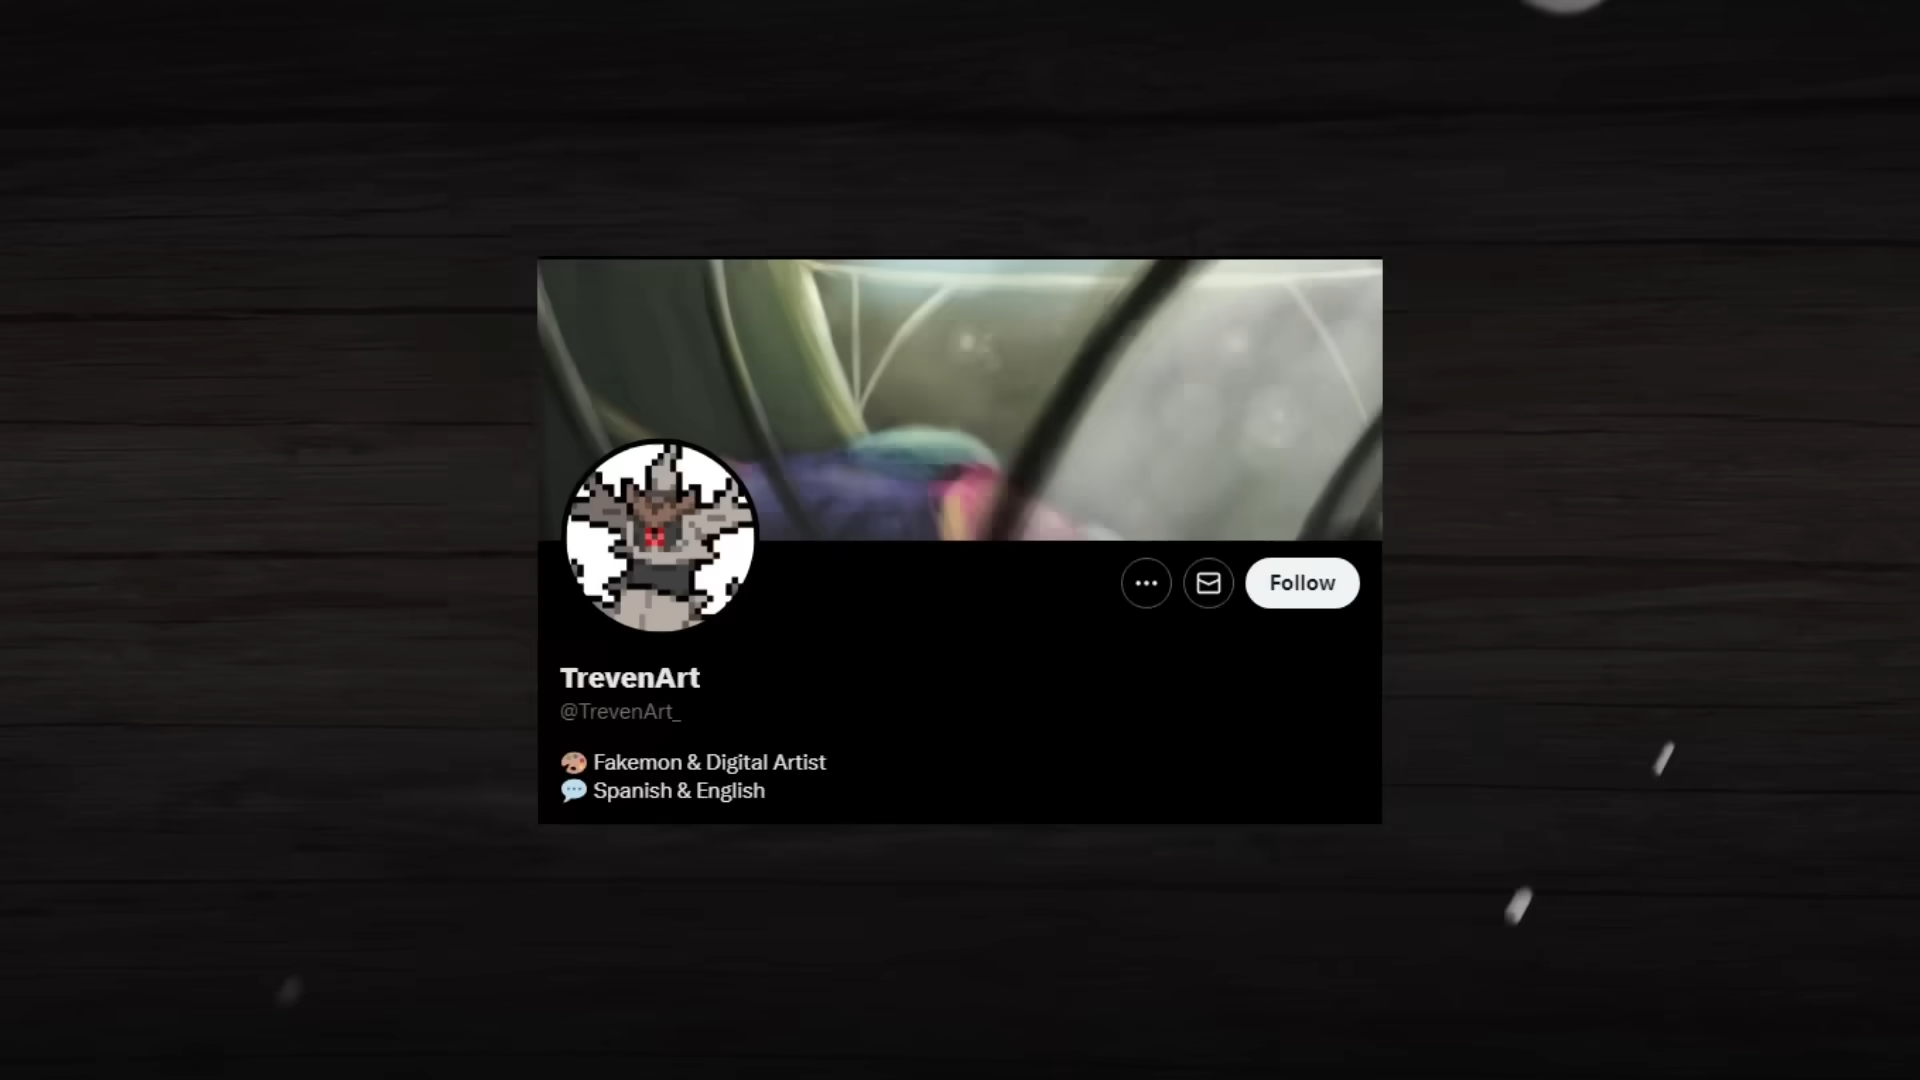 Follow
TrevenArt
@TrevenArt_
🎨 Fakemon & Digital Artist
💬 Spanish & English